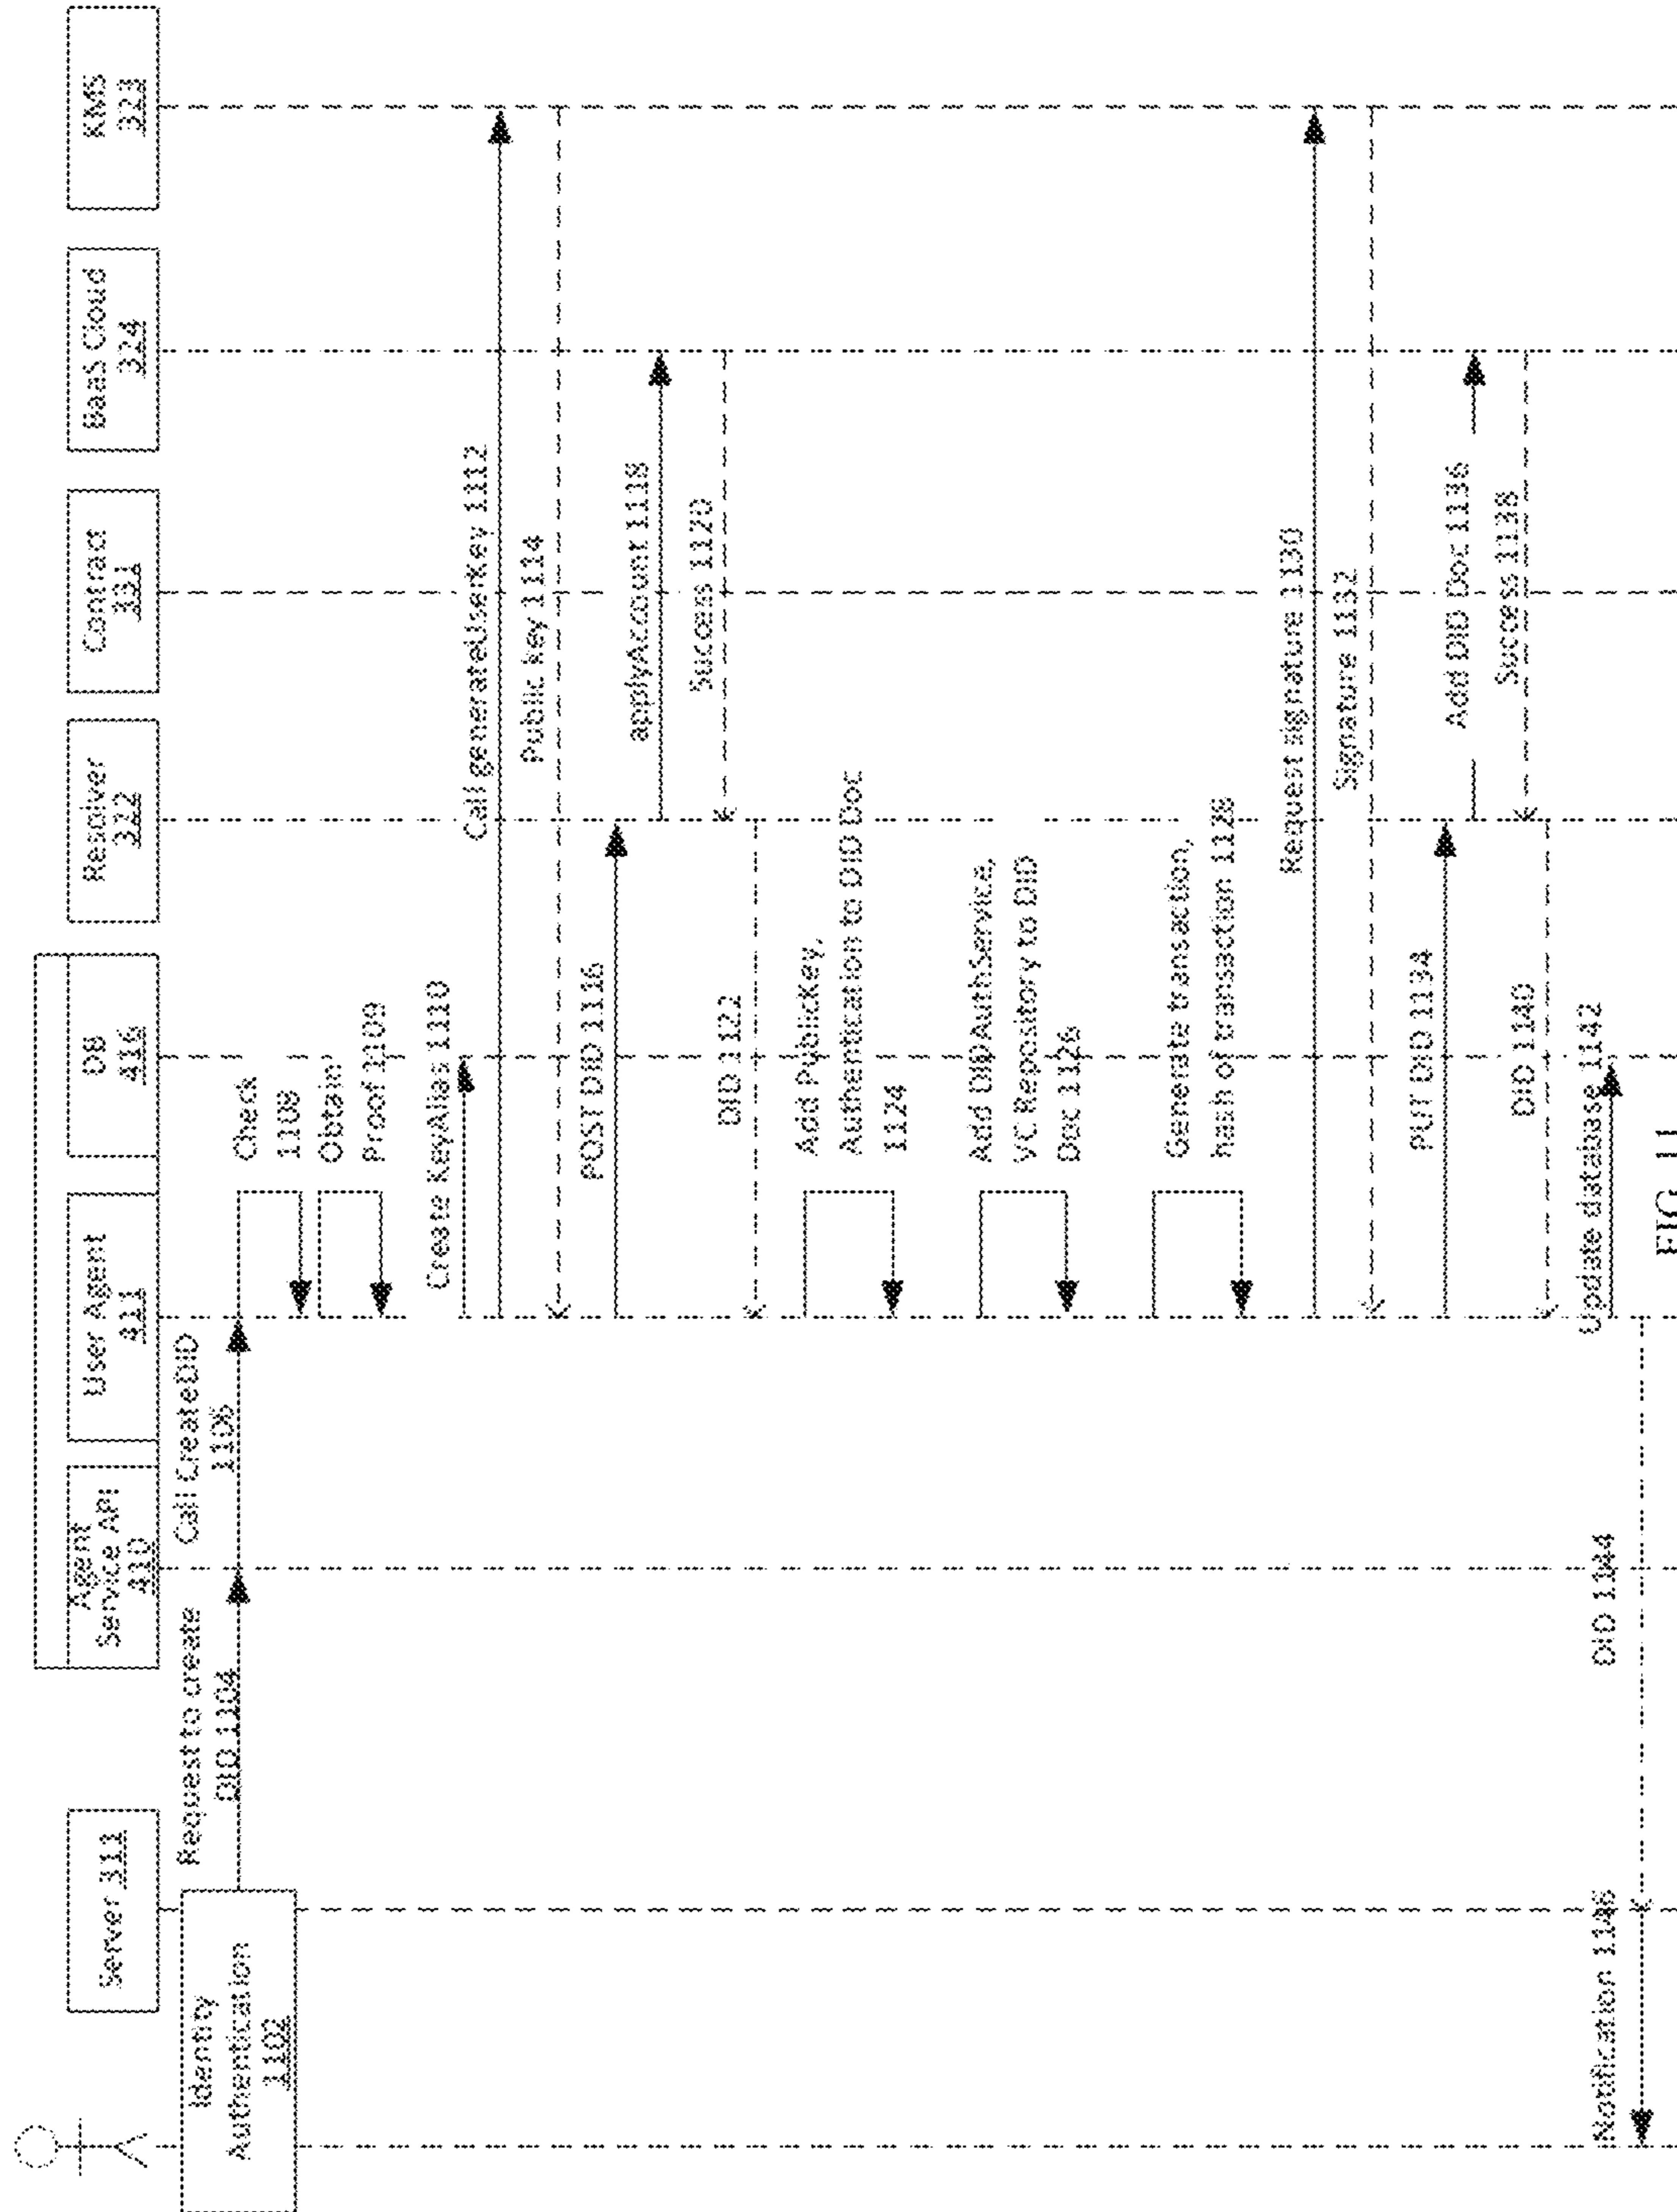 Server 311
Agent
Service API
410
User Agent
411
DB
416
Resolver
322
Contract
331
BaaS Cloud
324
KMS
323
Identity
Authentication
1102
Request to create
DID 1104
Call CreateDID
1106
Check
1108
Obtain
Proof 1109
Create KeyAlias 1110
Call generateUserKey 1112
Public key 1114
POST DID 1116
applyAccount 1118
Success 1120
DID 1122
Add PublicKey,
Authentication to DID Doc
1124
Add DIDAuthService,
VC Repository to DID
Doc 1126
Generate transaction,
hash of transaction 1128
Request signature 1130
Signature 1132
PUT DID 1134
Add DID Doc 1136
Success 1138
DID 1140
Update database 1142
DID 1144
Notification 1146
FIG. 11